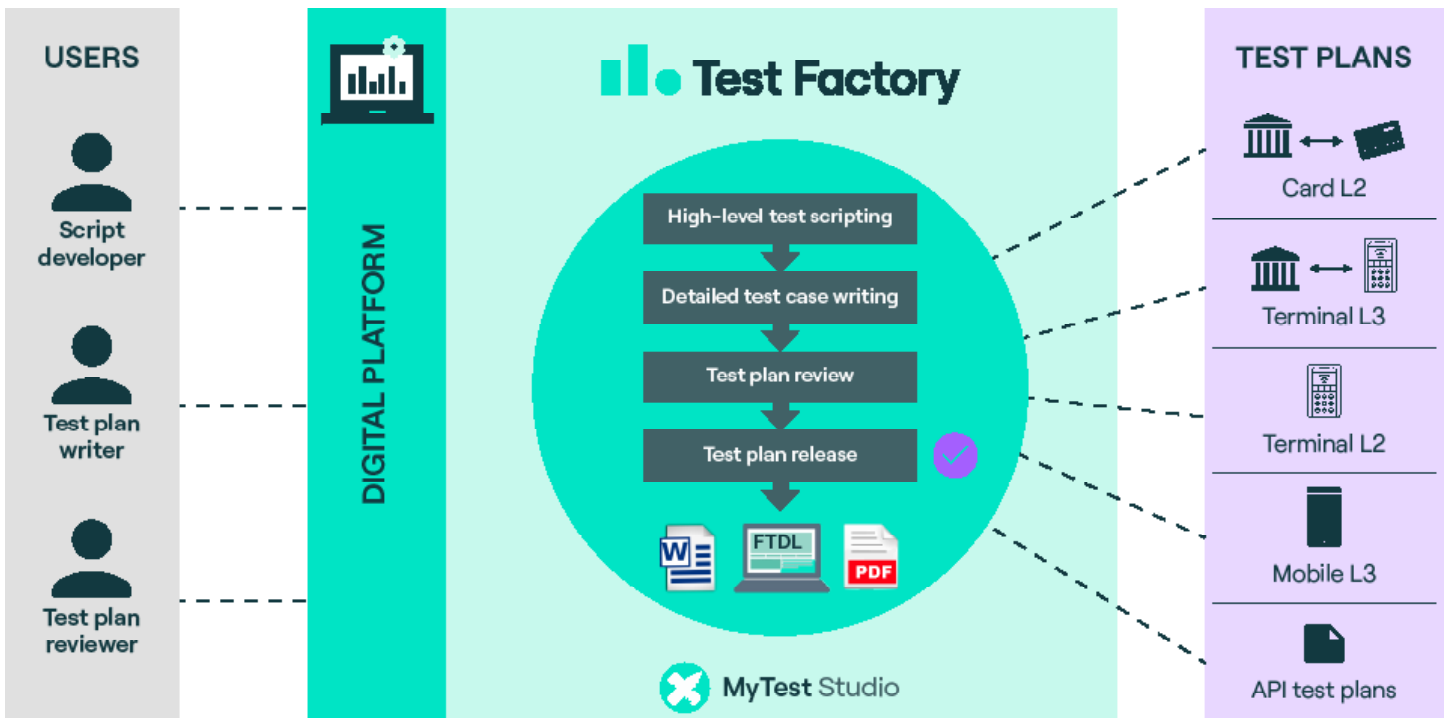 USERS
Script
developer
Test plan
writer
Test plan
reviewer
DIGITAL PLATFORM
Test Factory
High-level test scripting
Detailed test case writing
Test plan review
Test plan release
W
FTDL
PDF
MyTest Studio
TEST PLANS
Card L2
Terminal L3
Terminal L2
Mobile L3
API test plans